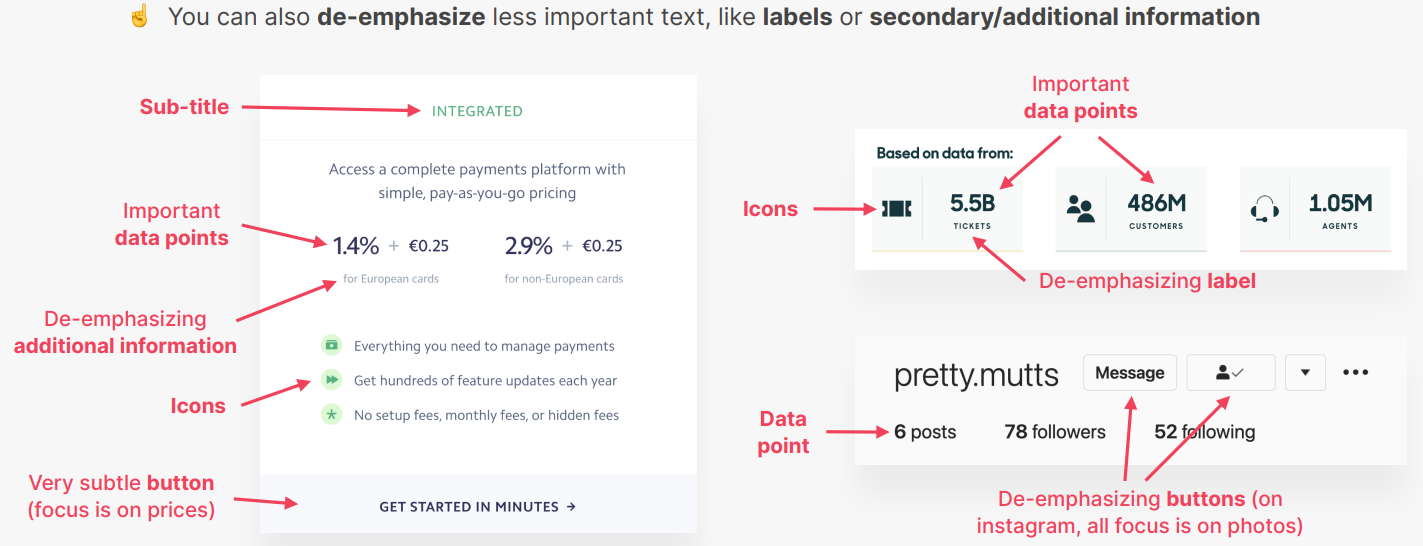 ☝️ You can also de-emphasize less important text, like labels or secondary/additional information
Sub-title
INTEGRATED
Access a complete payments platform with
simple, pay-as-you-go pricing
Important
data points
1.4% + €0.25
2.9% + €0.25
for European cards
for non-European cards
De-emphasizing
additional information
Everything you need to manage payments
Get hundreds of feature updates each year
No setup fees, monthly fees, or hidden fees
Icons
Very subtle button
(focus is on prices)
GET STARTED IN MINUTES →
Important
data points
Based on data from:
Icons
5.5B
TICKETS
486M
CUSTOMERS
1.05M
AGENTS
De-emphasizing label
pretty.mutts
Message
Data
point
6 posts
78 followers
52 following
De-emphasizing buttons (on
instagram, all focus is on photos)